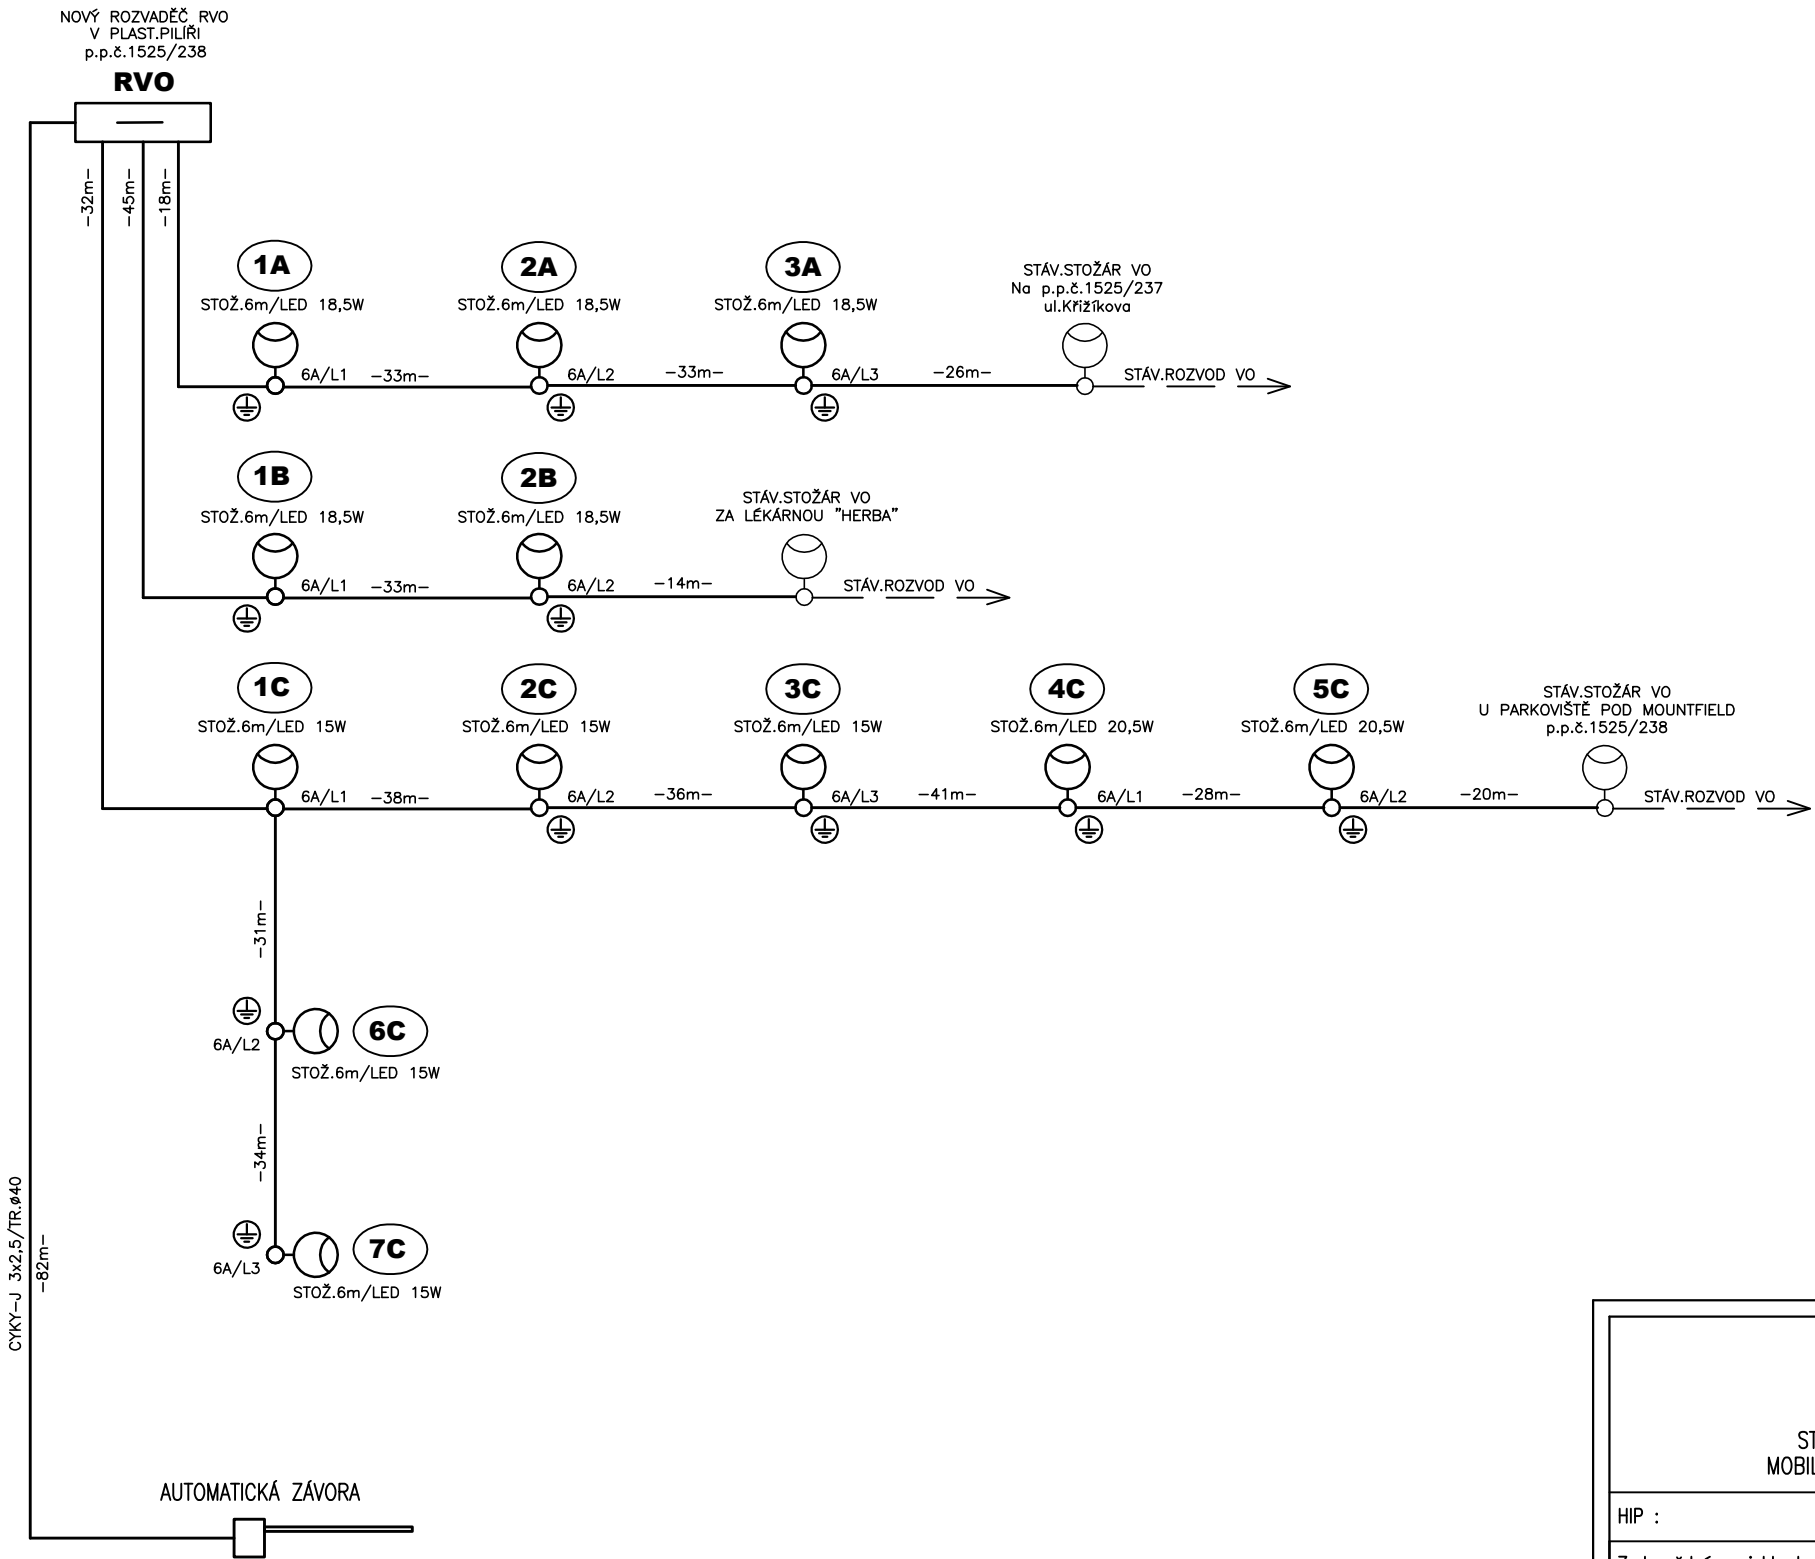 NOVÝ ROZVADĚČ RVO
V PLAST.PILÍŘI
p.p.č.1525/238
RVO
-32m-
-45m-
-18m-
1A
2A
3A
STÁV.STOŽÁR VO
Na p.p.č.1525/237
ul.Křižíkova
STOŽ.6m/LED 18,5W
STOŽ.6m/LED 18,5W
STOŽ.6m/LED 18,5W
6A/L1 -33m-
6A/L2 -33m-
6A/L3 -26m-
STÁV.ROZVOD VO
1B
2B
STÁV.STOŽÁR VO
ZA LÉKÁRNOU "HERBA"
STOŽ.6m/LED 18,5W
STOŽ.6m/LED 18,5W
6A/L1 -33m-
6A/L2 -14m-
STÁV.ROZVOD VO
1C
2C
3C
4C
5C
STÁV.STOŽÁR VO
U PARKOVIŠTĚ POD MOUNTFIELD
p.p.č.1525/238
STOŽ.6m/LED 15W
STOŽ.6m/LED 15W
STOŽ.6m/LED 15W
STOŽ.6m/LED 20,5W
STOŽ.6m/LED 20,5W
6A/L1 -38m-
6A/L2 -36m-
6A/L3 -41m-
6A/L1 -28m-
6A/L2 -20m-
STÁV.ROZVOD VO
-31m-
6C
6A/L2
STOŽ.6m/LED 15W
-34m-
7C
6A/L3
STOŽ.6m/LED 15W
CYKY-J 3x2,5/TR.ø40
-82m-
AUTOMATICKÁ ZÁVORA
ST
MOBIL
HIP :